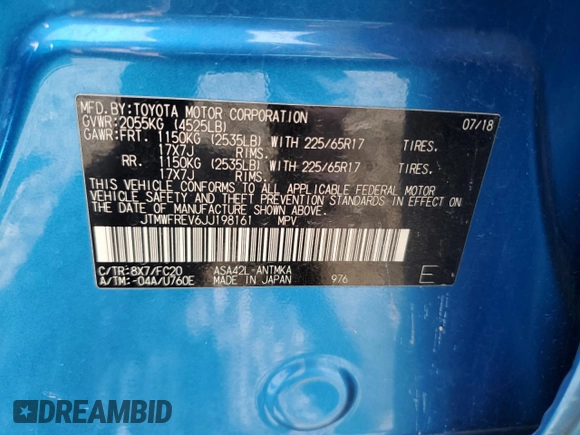 MFD.BY:TOYOTA MOTOR CORPORATION 07/18
GVWR:2055KG (4525LB)
GAWR:FRT. 1150KG (2535LB) WITH 225/65R17 TIRES.
17X7J RIMS.
RR. 1150KG (2535LB) WITH 225/65R17 TIRES.
17X7J RIMS.
THIS VEHICLE CONFORMS TO ALL APPLICABLE FEDERAL MOTOR
VEHICLE SAFETY AND THEFT PREVENTION STANDARDS IN EFFECT ON
THE DATE OF MANUFACTURE SHOWN ABOVE.
JTMWFREV6JJ198161 MPV
C/TR:8X7/FC20 ASA42L-ANTMKA
A/TM:-04A/U760E MADE IN JAPAN 976 E
DREAMBID